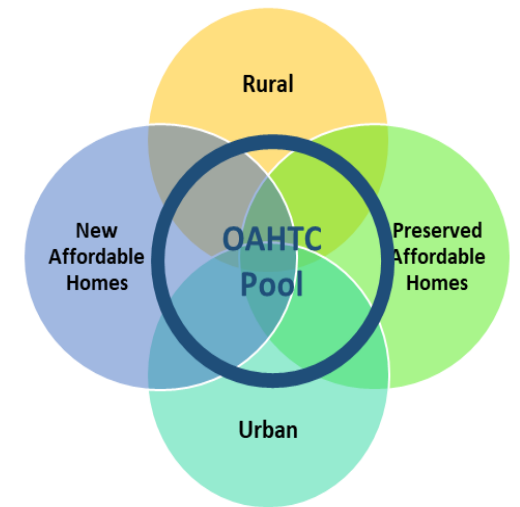 Rural
New
Affordable
Homes
OAHTC
Pool
Preserved
Affordable
Homes
Urban